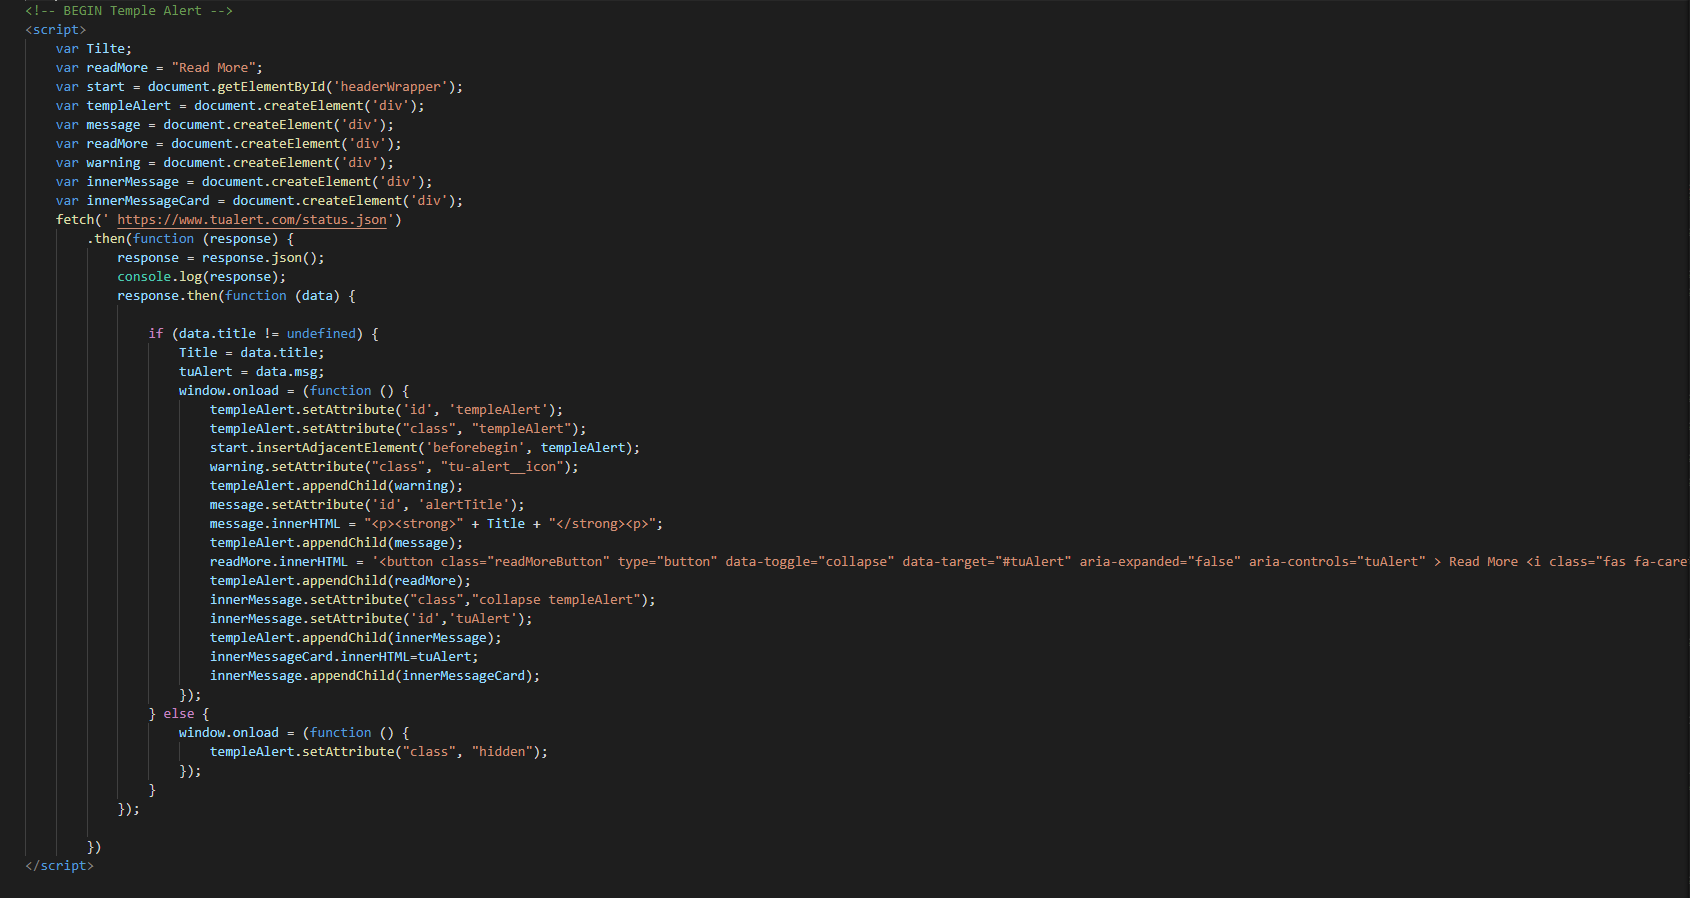 <!-- BEGIN Temple Alert -->
<script>
    var Tilte;
    var readMore = "Read More";
    var start = document.getElementById('headerWrapper');
    var templeAlert = document.createElement('div');
    var message = document.createElement('div');
    var readMore = document.createElement('div');
    var warning = document.createElement('div');
    var innerMessage = document.createElement('div');
    var innerMessageCard = document.createElement('div');
    fetch(' https://www.tualert.com/status.json')
        .then(function (response) {
            response = response.json();
            console.log(response);
            response.then(function (data) {

                if (data.title != undefined) {
                    Title = data.title;
                    tuAlert = data.msg;
                    window.onload = (function () {
                        templeAlert.setAttribute('id', 'templeAlert');
                        templeAlert.setAttribute("class", "templeAlert");
                        start.insertAdjacentElement('beforebegin', templeAlert);
                        warning.setAttribute("class", "tu-alert__icon");
                        templeAlert.appendChild(warning);
                        message.setAttribute('id', 'alertTitle');
                        message.innerHTML = "<p><strong>" + Title + "</strong><p>";
                        templeAlert.appendChild(message);
                        readMore.innerHTML = '<button class="readMoreButton" type="button" data-toggle="collapse" data-target="#tuAlert" aria-expanded="false" aria-controls="tuAlert" > Read More <i class="fas fa-care
                        templeAlert.appendChild(readMore);
                        innerMessage.setAttribute("class","collapse templeAlert");
                        innerMessage.setAttribute('id','tuAlert');
                        templeAlert.appendChild(innerMessage);
                        innerMessageCard.innerHTML=tuAlert;
                        innerMessage.appendChild(innerMessageCard);
                    });
                } else {
                    window.onload = (function () {
                        templeAlert.setAttribute("class", "hidden");
                    });
                }
            });

        })
</script>